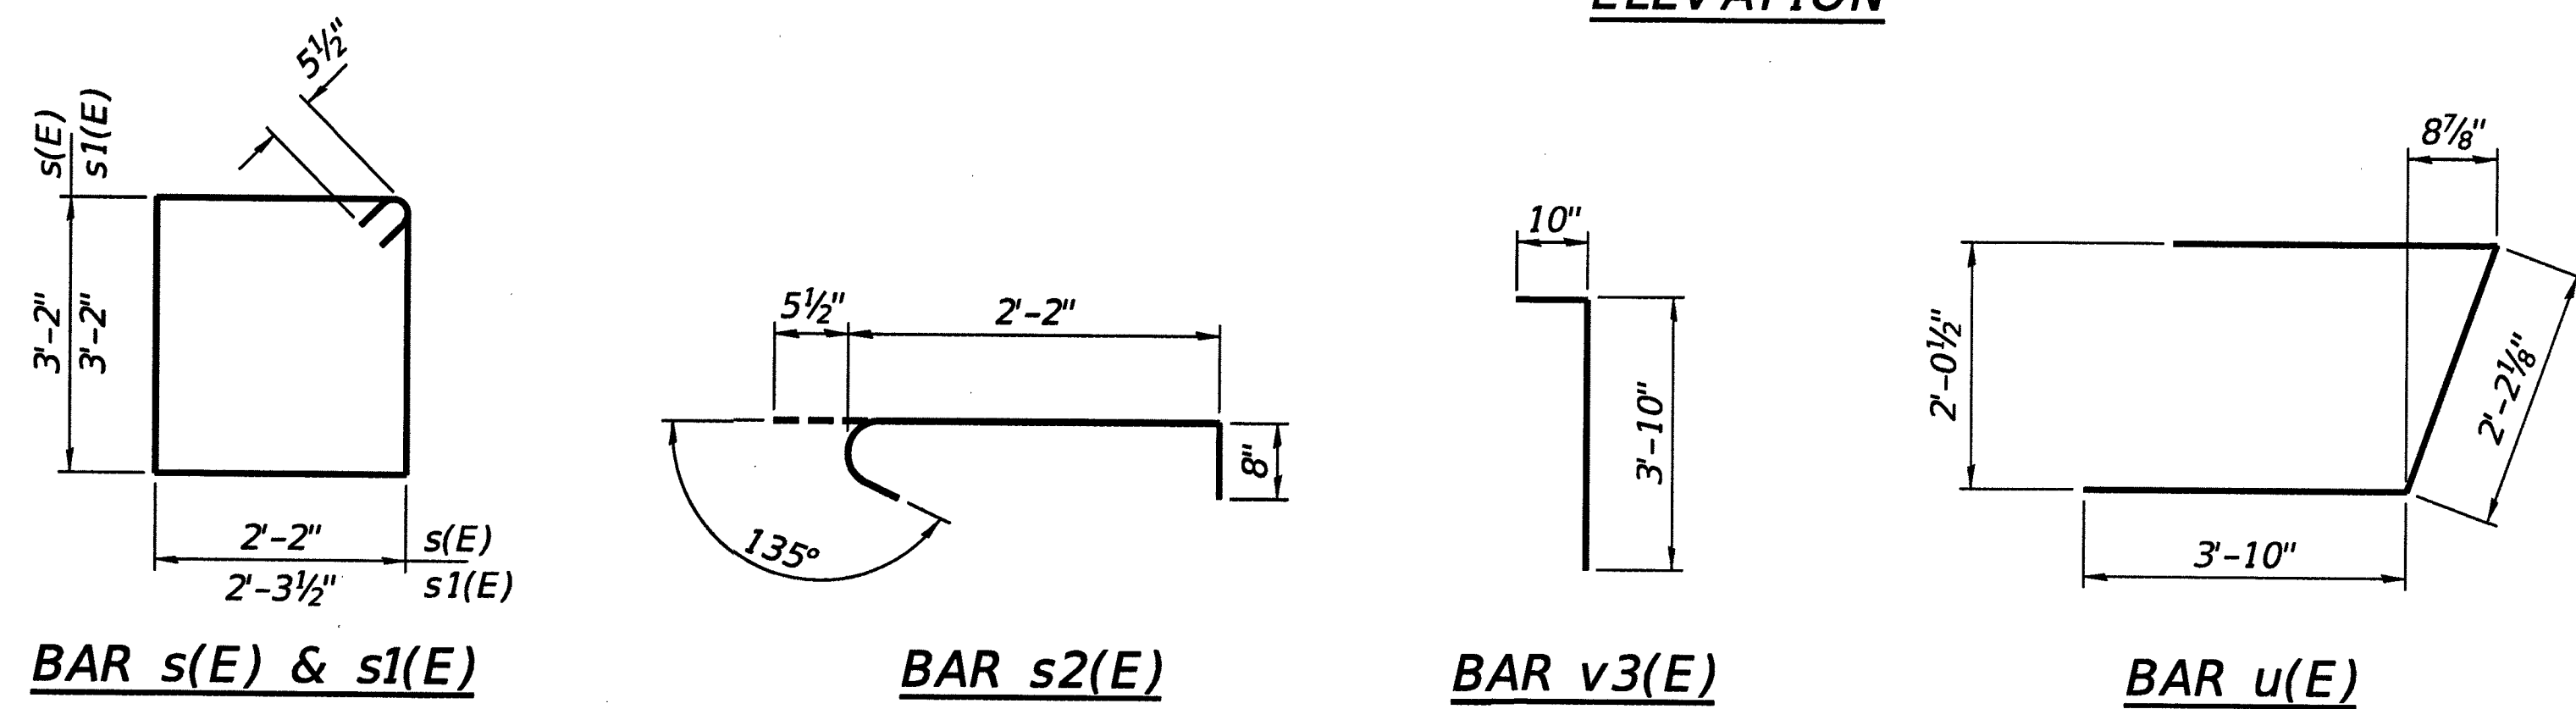 ELEVATION
5½"
s(E)
s1(E)
3'-2"
3'-2"
2'-2" s(E)
2'-3½" s1(E)
BAR s(E) & s1(E)
5½" 2'-2"
8"
135°
BAR s2(E)
10"
3'-10"
BAR v3(E)
8⅞"
2'-0½"
2'-2⅛"
3'-10"
BAR u(E)